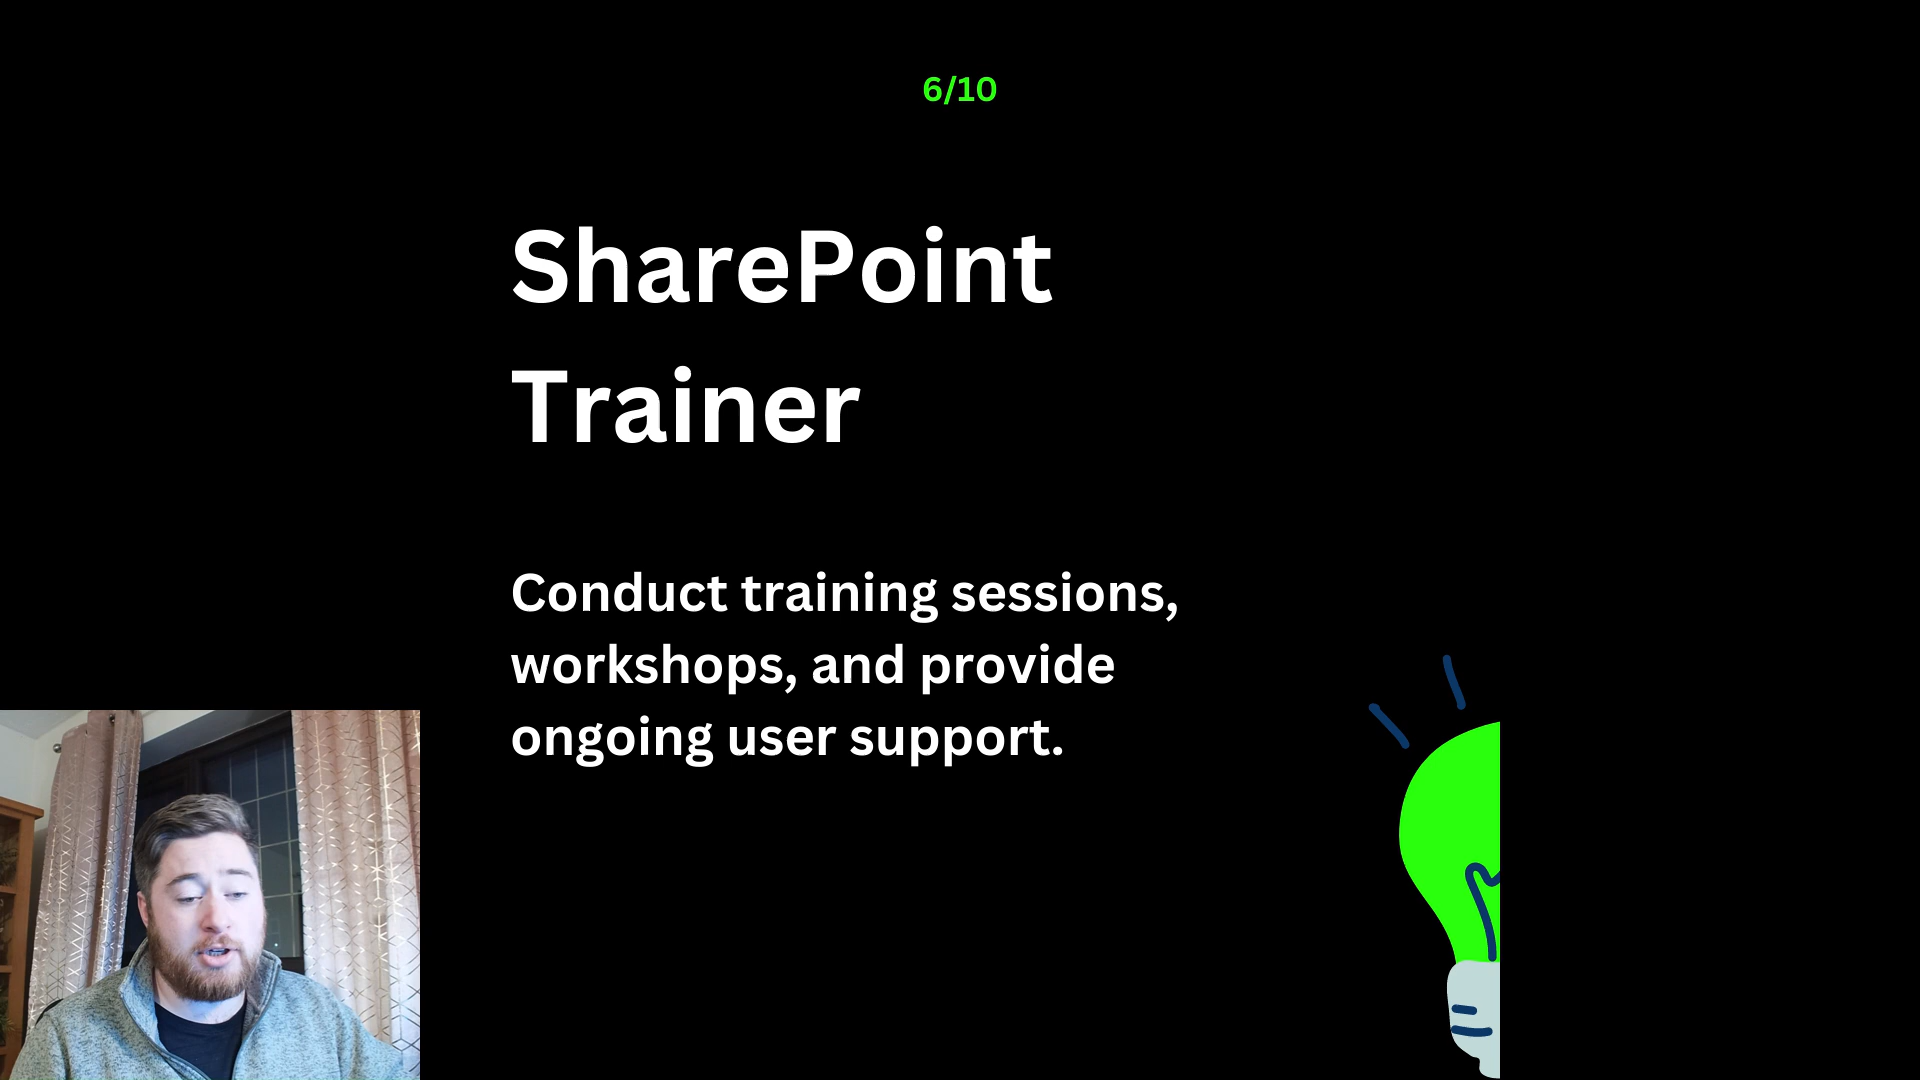 6/10
SharePoint
Trainer
Conduct training sessions,
workshops, and provide
ongoing user support.